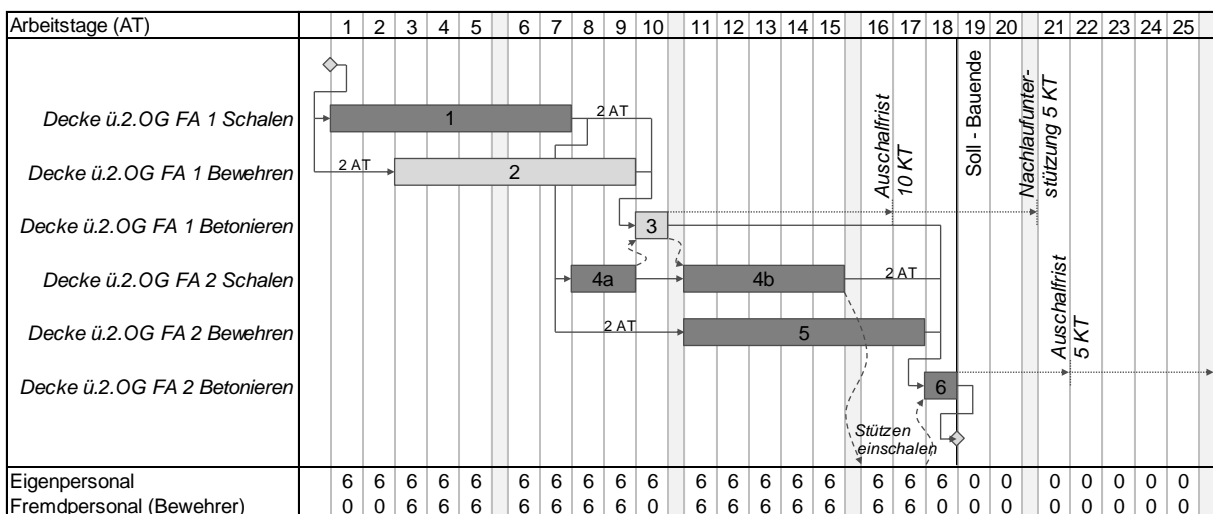 Arbeitstage (AT) 1 2 3 4 5 6 7 8 9 10 11 12 13 14 15 16 17 18 19 20 21 22 23 24 25
Decke ü.2.OG FA 1 Schalen 1 2 AT
Decke ü.2.OG FA 1 Bewehren 2 AT 2
Decke ü.2.OG FA 1 Betonieren 3
Decke ü.2.OG FA 2 Schalen 4a 4b 2 AT
Decke ü.2.OG FA 2 Bewehren 2 AT 5
Decke ü.2.OG FA 2 Betonieren 6
Auschalfrist
10 KT
Soll - Bauende
Nachlaufunter-
stützung 5 KT
Auschalfrist
5 KT
Stützen
einschalen
Eigenpersonal 6 6 6 6 6 6 6 6 6 6 6 6 6 6 6 6 6 6 0 0 0 0 0 0 0
Fremdpersonal (Bewehrer) 0 0 6 6 6 6 6 6 6 0 6 6 6 6 6 6 6 0 0 0 0 0 0 0 0